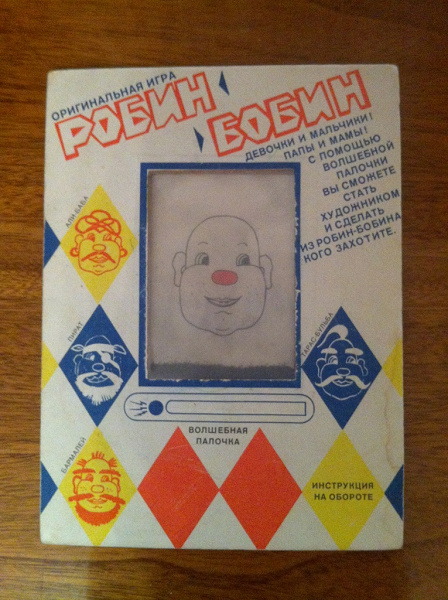 ОРИГИНАЛЬНАЯ ИГРА
РОБИН
БОБИН
ДЕВОЧКИ И МАЛЬЧИКИ!
ПАПЫ И МАМЫ!
С ПОМОЩЬЮ
ВОЛШЕБНОЙ
ПАЛОЧКИ
ВЫ СМОЖЕТЕ
СТАТЬ
ХУДОЖНИКОМ
И СДЕЛАТЬ
ИЗ РОБИН-БОБИНА
КОГО ЗАХОТИТЕ.
АЛИ БАБА
ПИРАТ
ТАРАС БУЛЬБА
БАРМАЛЕЙ
ВОЛШЕБНАЯ
ПАЛОЧКА
ИНСТРУКЦИЯ
НА ОБОРОТЕ